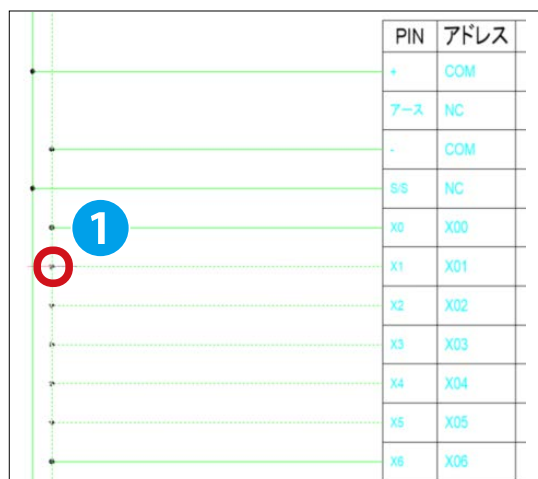 PIN アドレス
+ COM
アース NC
- COM
S/S NC
1
X0 X00
X1 X01
X2 X02
X3 X03
X4 X04
X5 X05
X6 X06